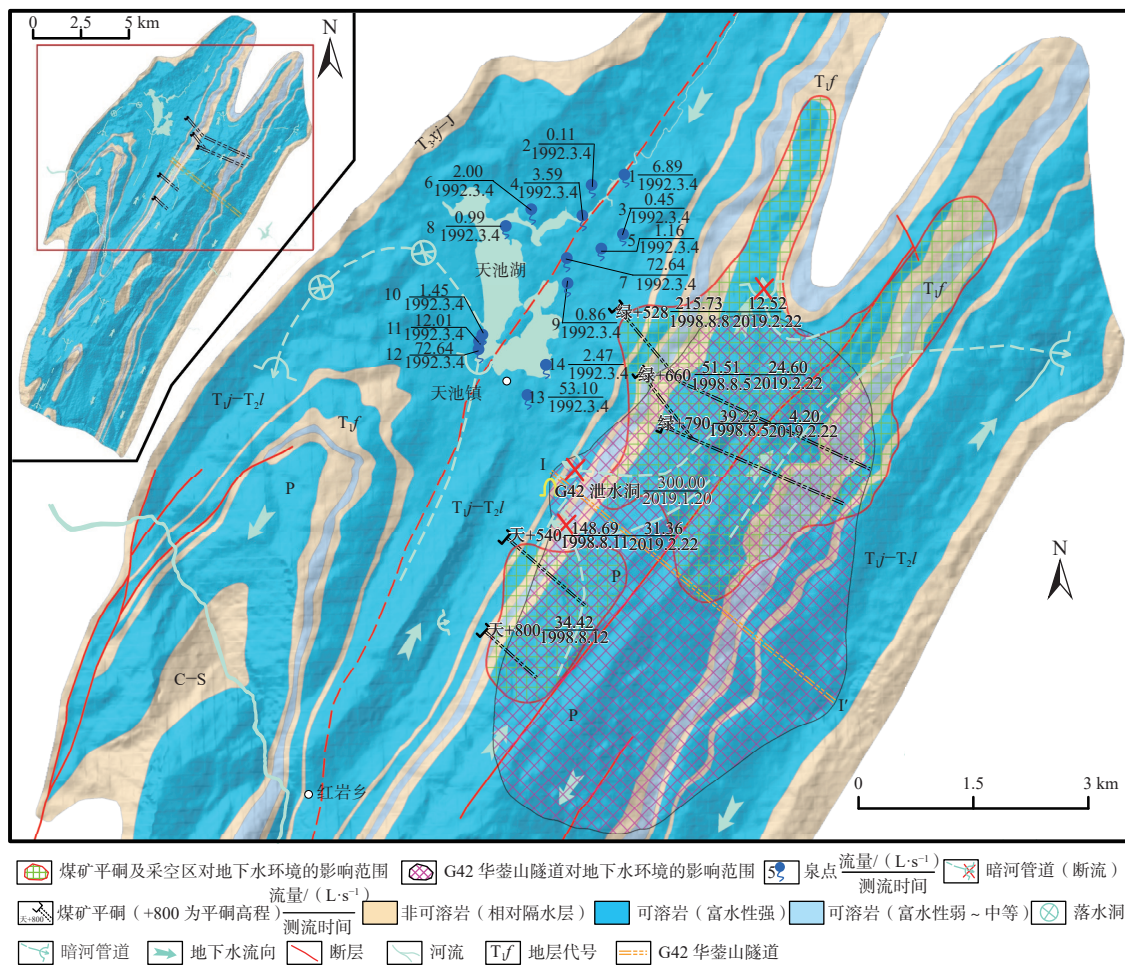 0 2.5 5 km
N
T₃xj−J
T₁f
2 0.11
1992.3.4
6 2.00
1992.3.4
4 3.59
1992.3.4
1 6.89
1992.3.4
3 0.45
1992.3.4
8 0.99
1992.3.4
5 1.16
1992.3.4
天池湖
7 72.64
1992.3.4
T₁f
10 1.45
1992.3.4
9 0.86
1992.3.4
绿+528 215.73 12.52
1998.8.8 2019.2.22
11 12.01
1992.3.4
12 72.64
1992.3.4
14 2.47
1992.3.4
绿+660 51.51 24.60
1998.8.5 2019.2.22
天池镇
13 53.10
1992.3.4
T₁j−T₂l
T₁f
绿+790 39.22 4.20
1998.8.5 2019.2.22
I
P
G42 泄水洞 300.00
2019.1.20
T₁j−T₂l
天+540 148.69 31.36
1998.8.11 2019.2.22
T₁j−T₂l
P
N
天+800 34.42
1998.8.12
C−S
P
I′
红岩乡
0 1.5 3 km
煤矿平硐及采空区对地下水环境的影响范围 G42 华蓥山隧道对地下水环境的影响范围 5 泉点 流量/（L·s⁻¹）
测流时间 暗河管道（断流）
天+800 煤矿平硐（+800 为平硐高程）流量/（L·s⁻¹）
测流时间 非可溶岩（相对隔水层） 可溶岩（富水性强） 可溶岩（富水性弱~中等） 落水洞
暗河管道 地下水流向 断层 河流 T₁f 地层代号 G42 华蓥山隧道